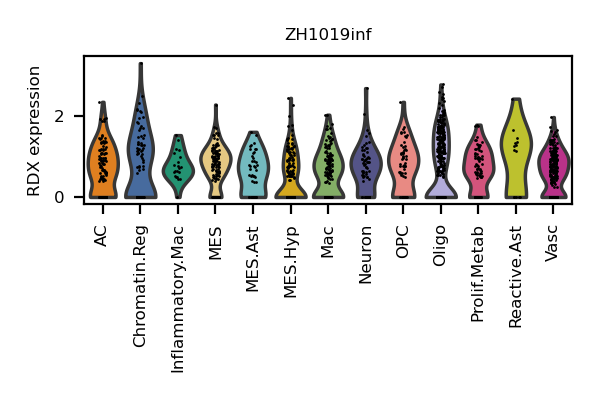 ZH1019inf
RDX expression
2
0
AC
Chromatin.Reg
Inflammatory.Mac
MES
MES.Ast
MES.Hyp
Mac
Neuron
OPC
Oligo
Prolif.Metab
Reactive.Ast
Vasc